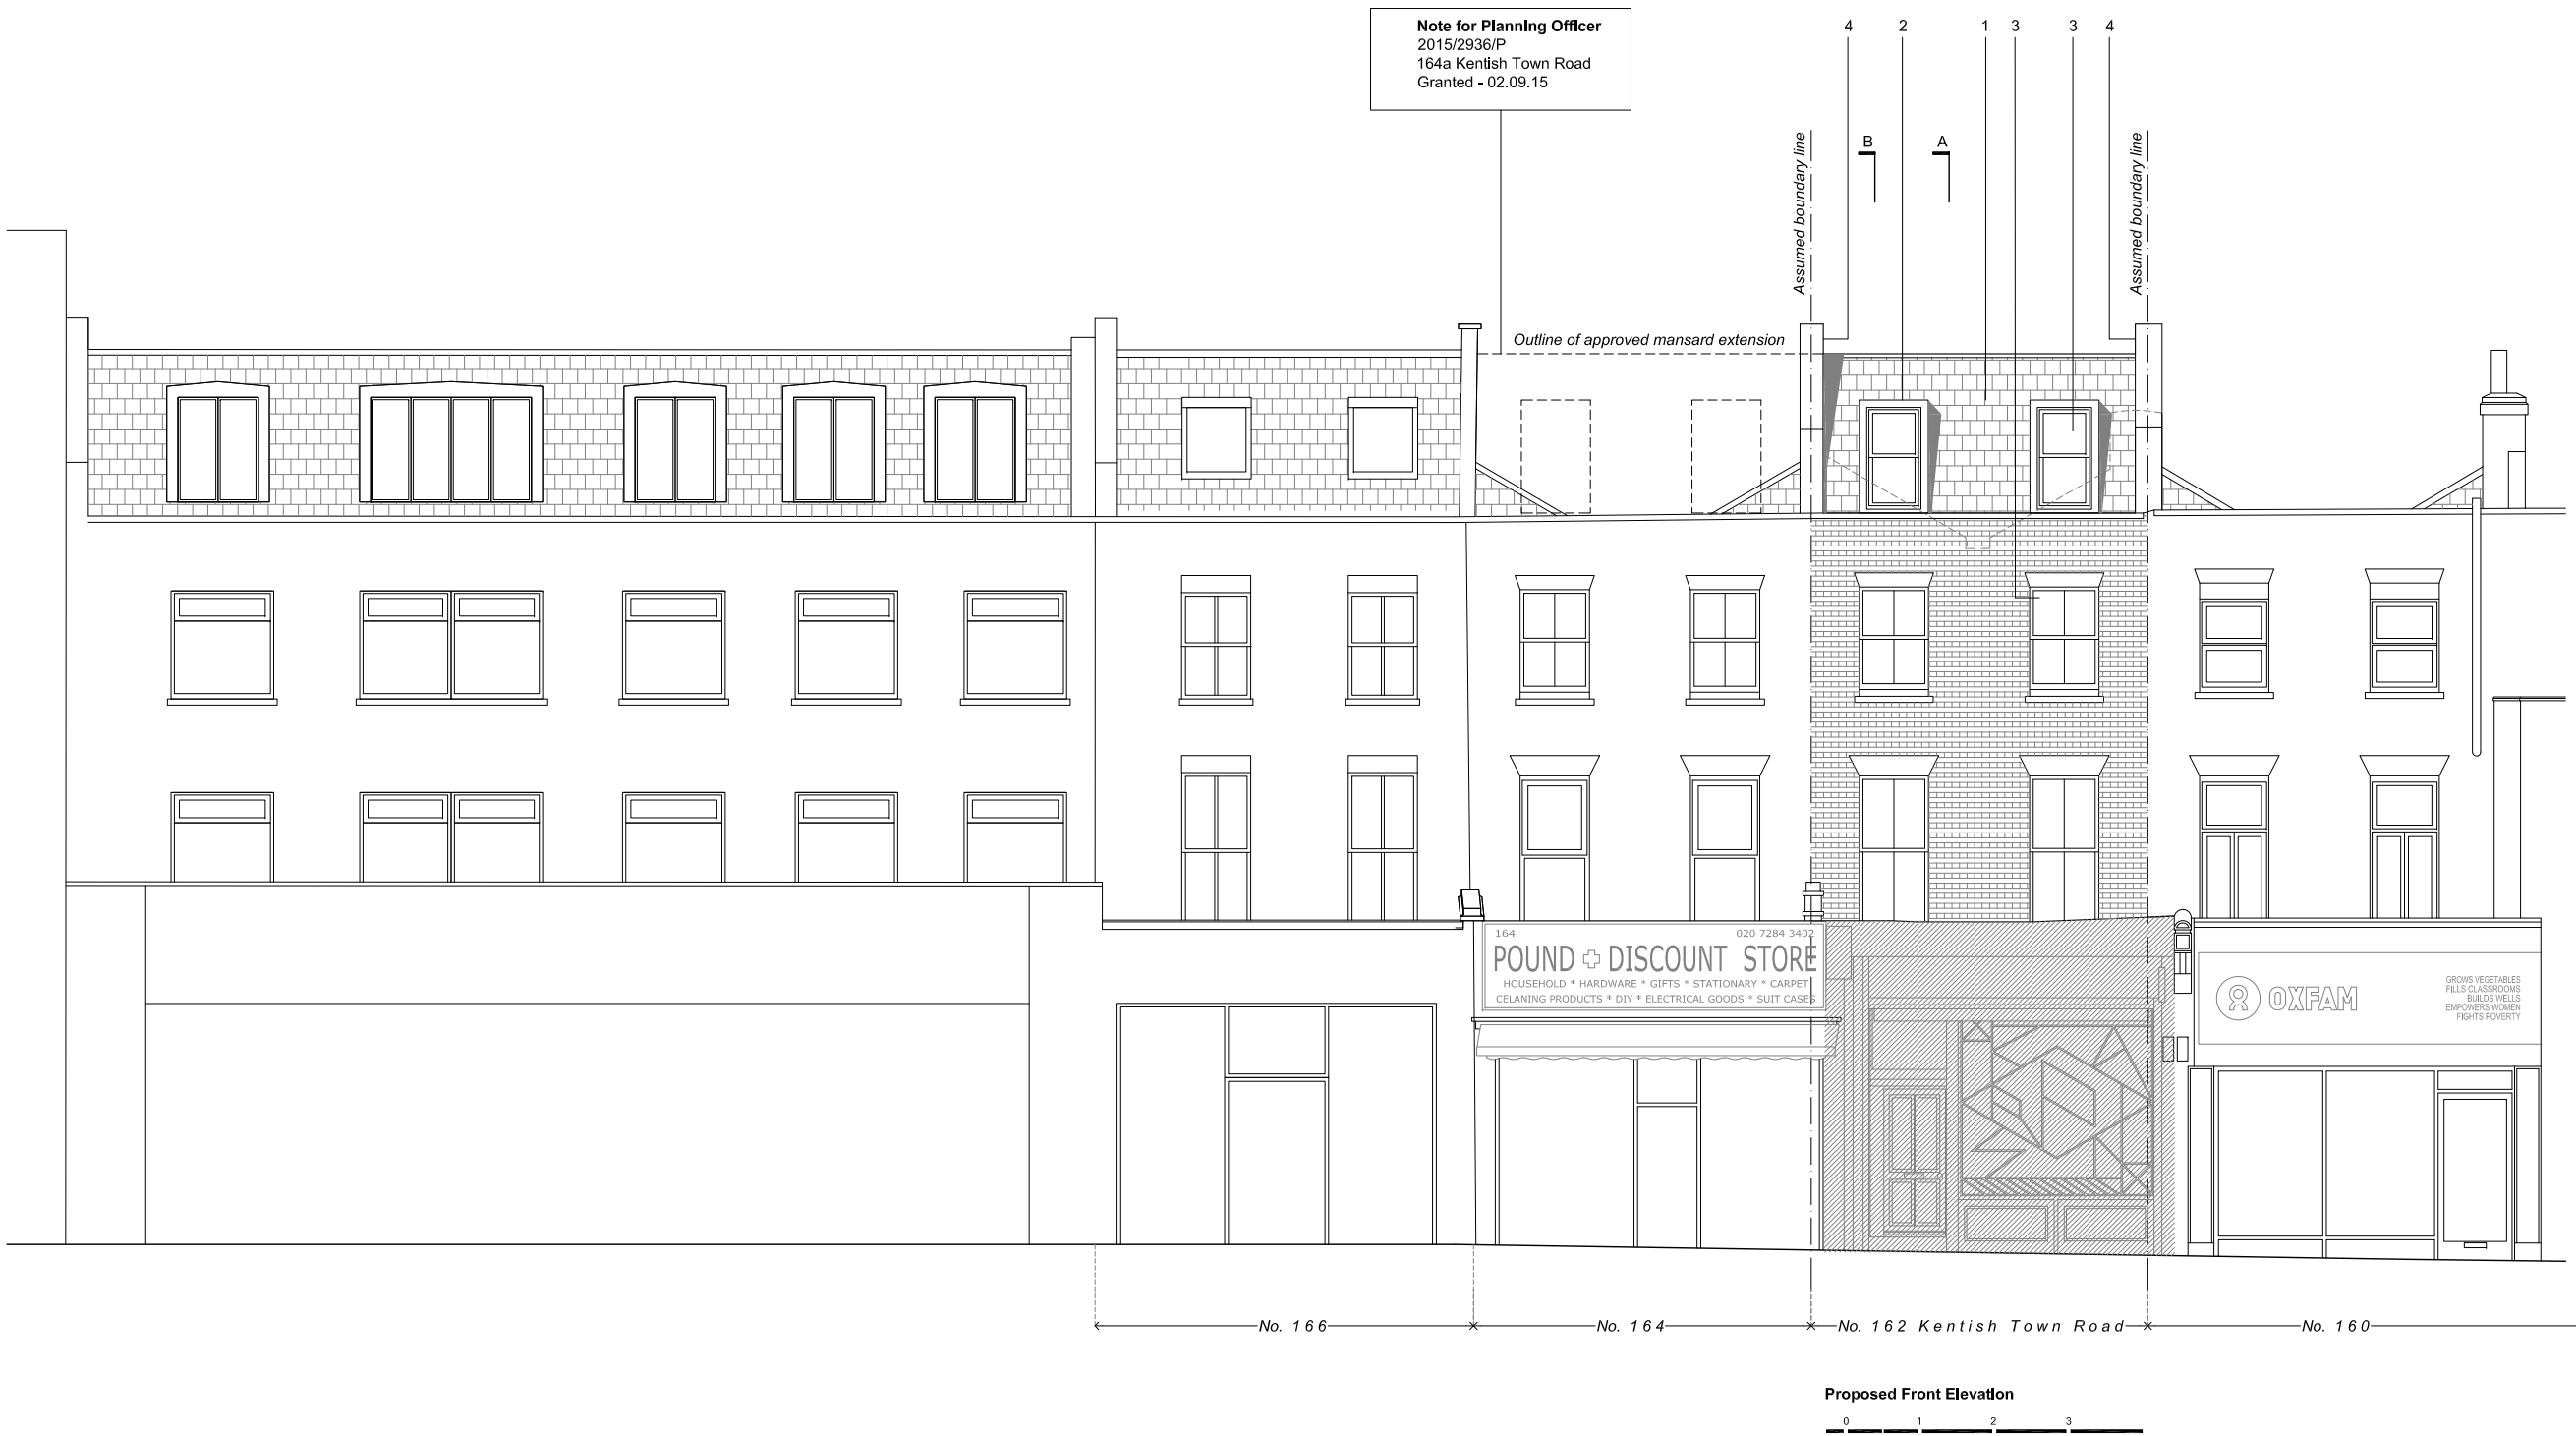 Note for Planning Officer
2015/2936/P
164a Kentish Town Road
Granted - 02.09.15
4 2 1 3 3 4
B A
Assumed boundary line
Assumed boundary line
Outline of approved mansard extension
164 020 7284 3402
POUND DISCOUNT STORE
HOUSEHOLD * HARDWARE * GIFTS * STATIONARY * CARPET
CELANING PRODUCTS * DIY * ELECTRICAL GOODS * SUIT CASES
OXFAM
GROWS VEGETABLES
FILLS CLASSROOMS
BUILDS WELLS
EMPOWERS WOMEN
FIGHTS POVERTY
No. 166
No. 164
No. 162 Kentish Town Road
No. 160
Proposed Front Elevation
0 1 2 3